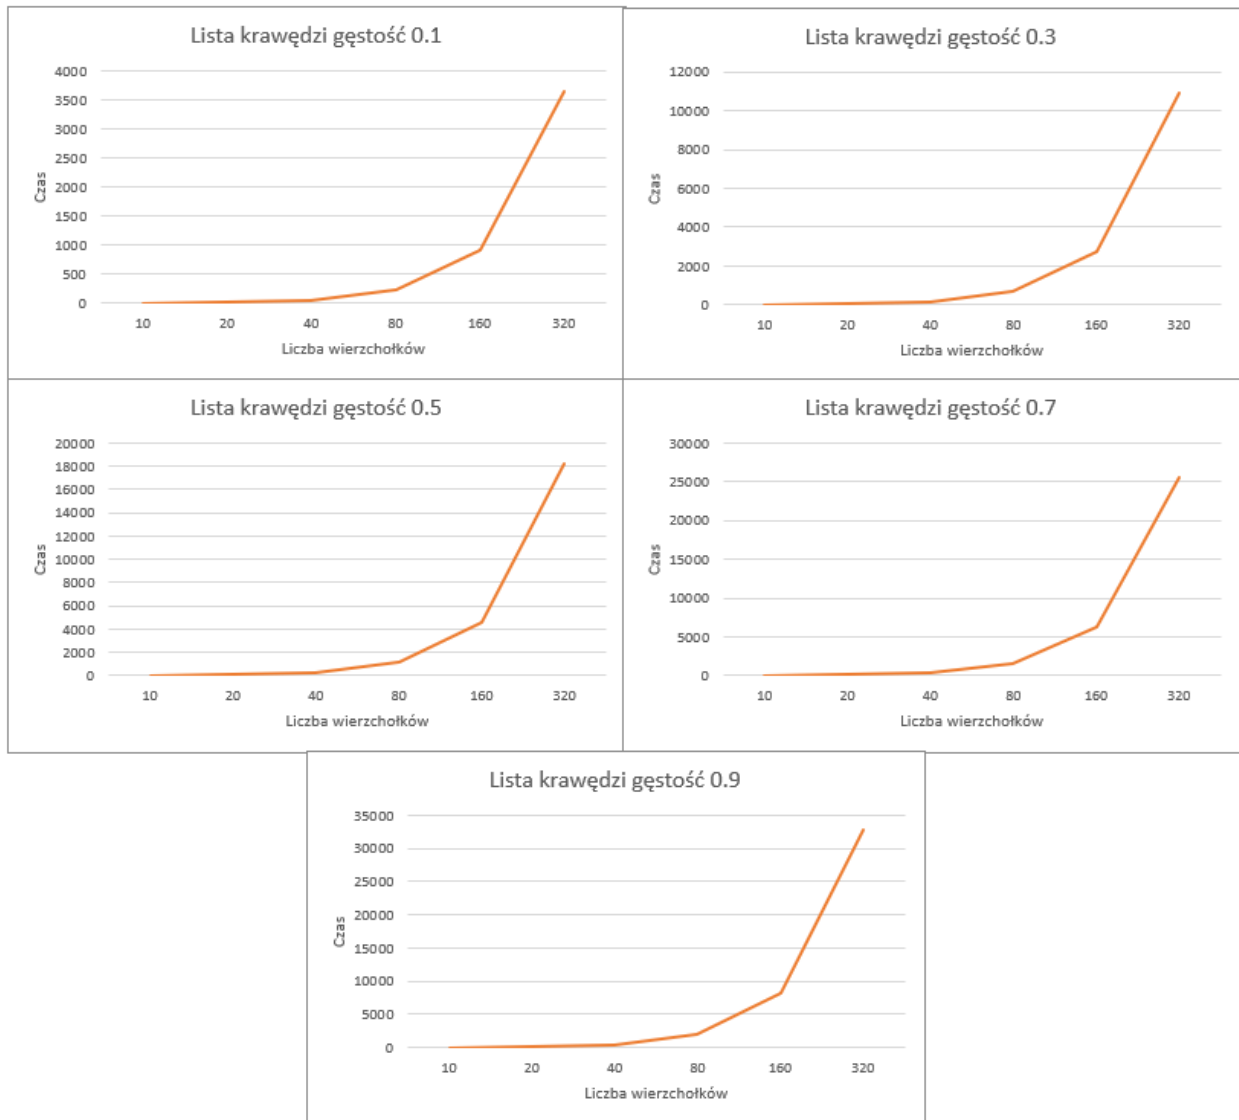 Lista krawędzi gęstość 0.1
4000
3500
3000
2500
2000
1500
1000
500
0
Czas
10 20 40 80 160 320
Liczba wierzchołków
Lista krawędzi gęstość 0.3
12000
10000
8000
6000
4000
2000
0
Czas
10 20 40 80 160 320
Liczba wierzchołków
Lista krawędzi gęstość 0.5
20000
18000
16000
14000
12000
10000
8000
6000
4000
2000
0
Czas
10 20 40 80 160 320
Liczba wierzchołków
Lista krawędzi gęstość 0.7
30000
25000
20000
15000
10000
5000
0
Czas
10 20 40 80 160 320
Liczba wierzchołków
Lista krawędzi gęstość 0.9
35000
30000
25000
20000
15000
10000
5000
0
Czas
10 20 40 80 160 320
Liczba wierzchołków